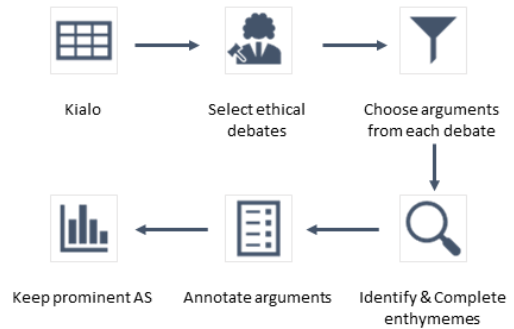 Kialo
Select ethical
debates
Choose arguments
from each debate
Keep prominent AS
Annotate arguments
Identify & Complete
enthymemes